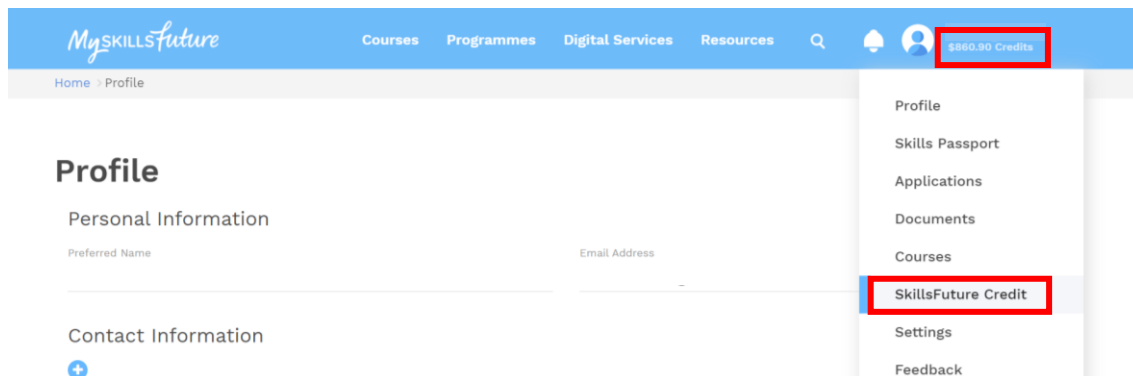 MySKILLSfuture
Courses Programmes Digital Services Resources $860.90 Credits
Home > Profile
Profile
Skills Passport
Profile
Applications
Personal Information
Documents
Preferred Name Email Address
Courses
SkillsFuture Credit
Contact Information
Settings
Feedback